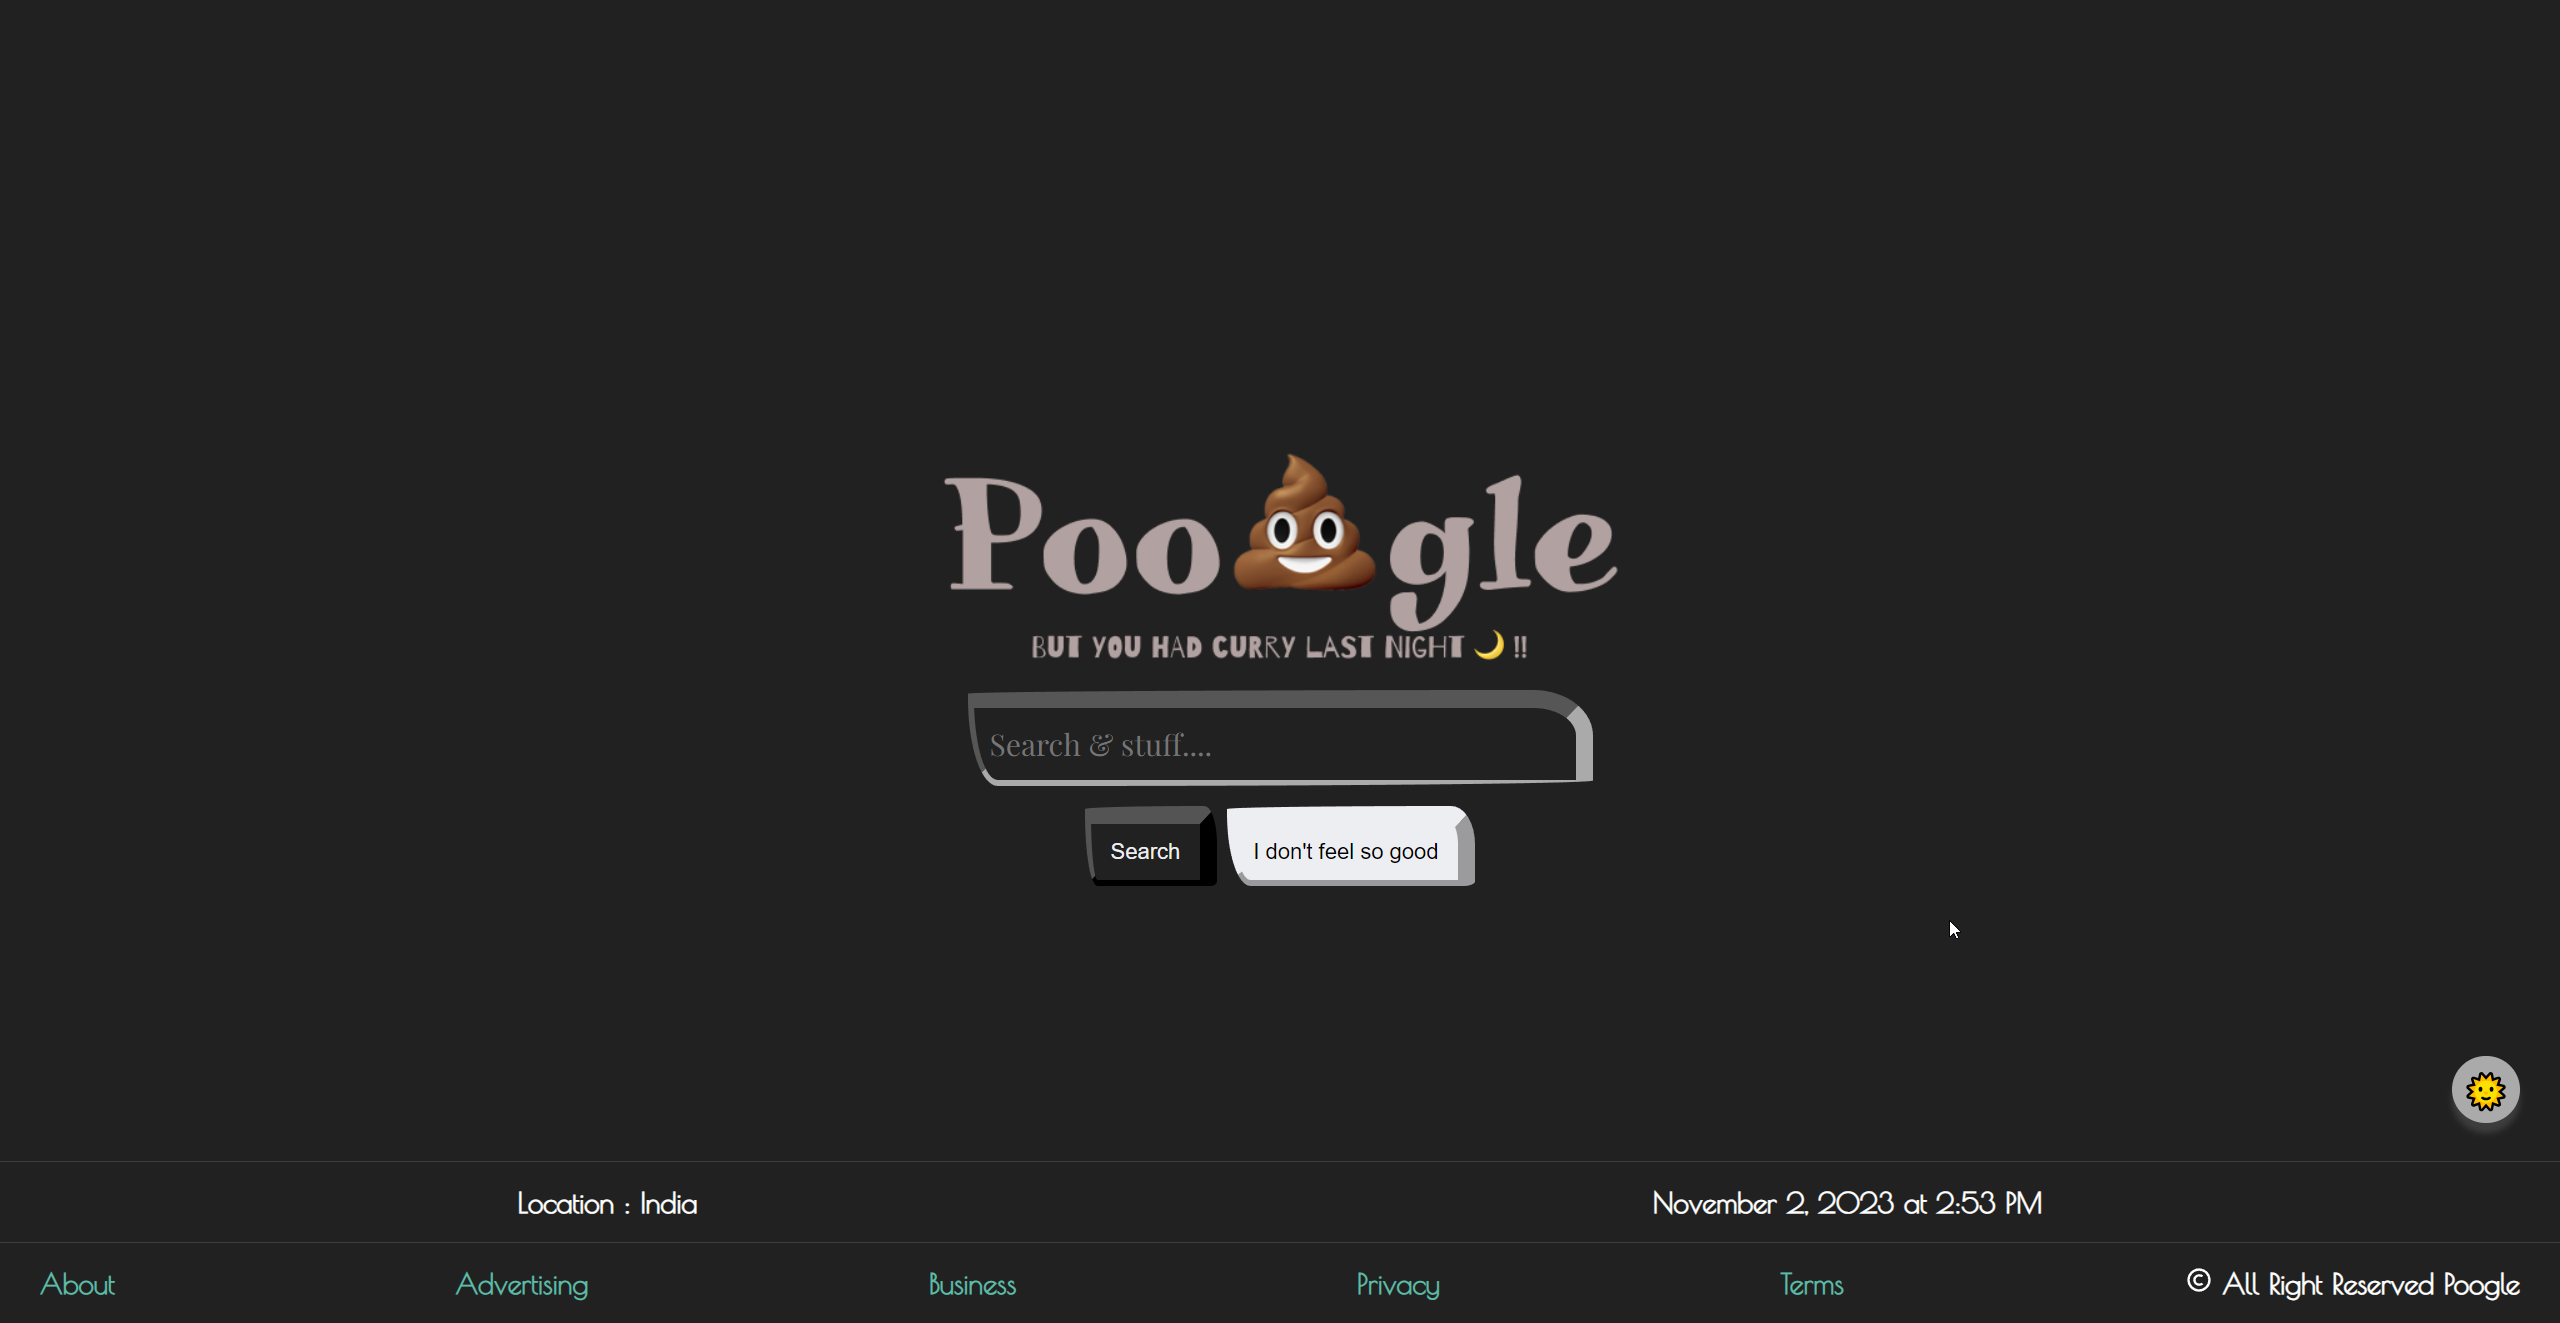 Poo💩gle
BUT YOU HAD CURRY LAST NIGHT 🌙 !!
Search & stuff....
Search
I don't feel so good
Location : India
November 2, 2023 at 2:53 PM
About
Advertising
Business
Privacy
Terms
© All Right Reserved Poogle